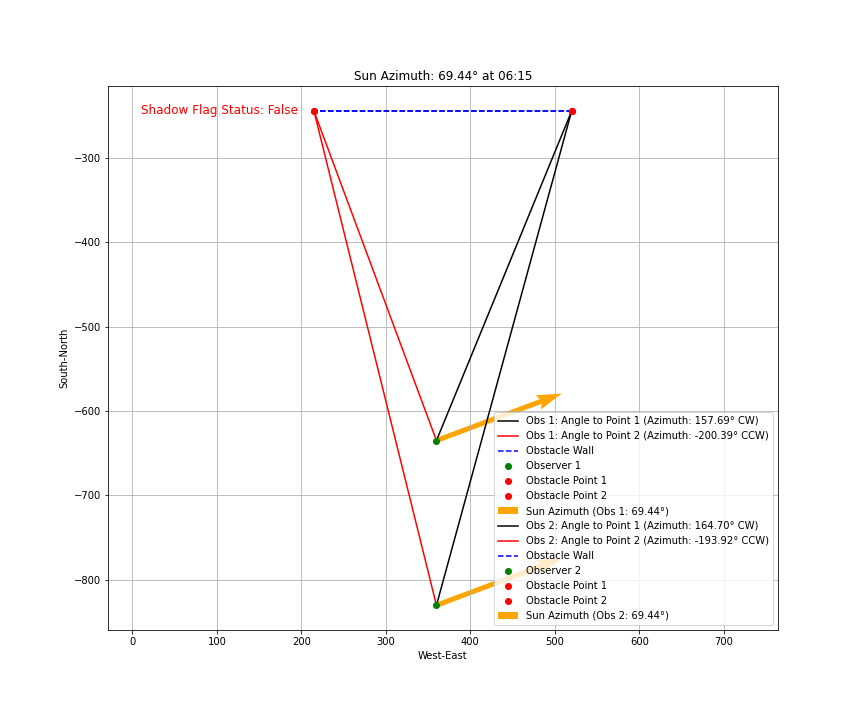 Sun Azimuth: 69.44° at 06:15
Shadow Flag Status: False
−300
−400
−500
−600
−700
−800
South-North
Obs 1: Angle to Point 1 (Azimuth: 157.69° CW)
Obs 1: Angle to Point 2 (Azimuth: -200.39° CCW)
Obstacle Wall
Observer 1
Obstacle Point 1
Obstacle Point 2
Sun Azimuth (Obs 1: 69.44°)
Obs 2: Angle to Point 1 (Azimuth: 164.70° CW)
Obs 2: Angle to Point 2 (Azimuth: -193.92° CCW)
Obstacle Wall
Observer 2
Obstacle Point 1
Obstacle Point 2
Sun Azimuth (Obs 2: 69.44°)
0 100 200 300 400 500 600 700
West-East